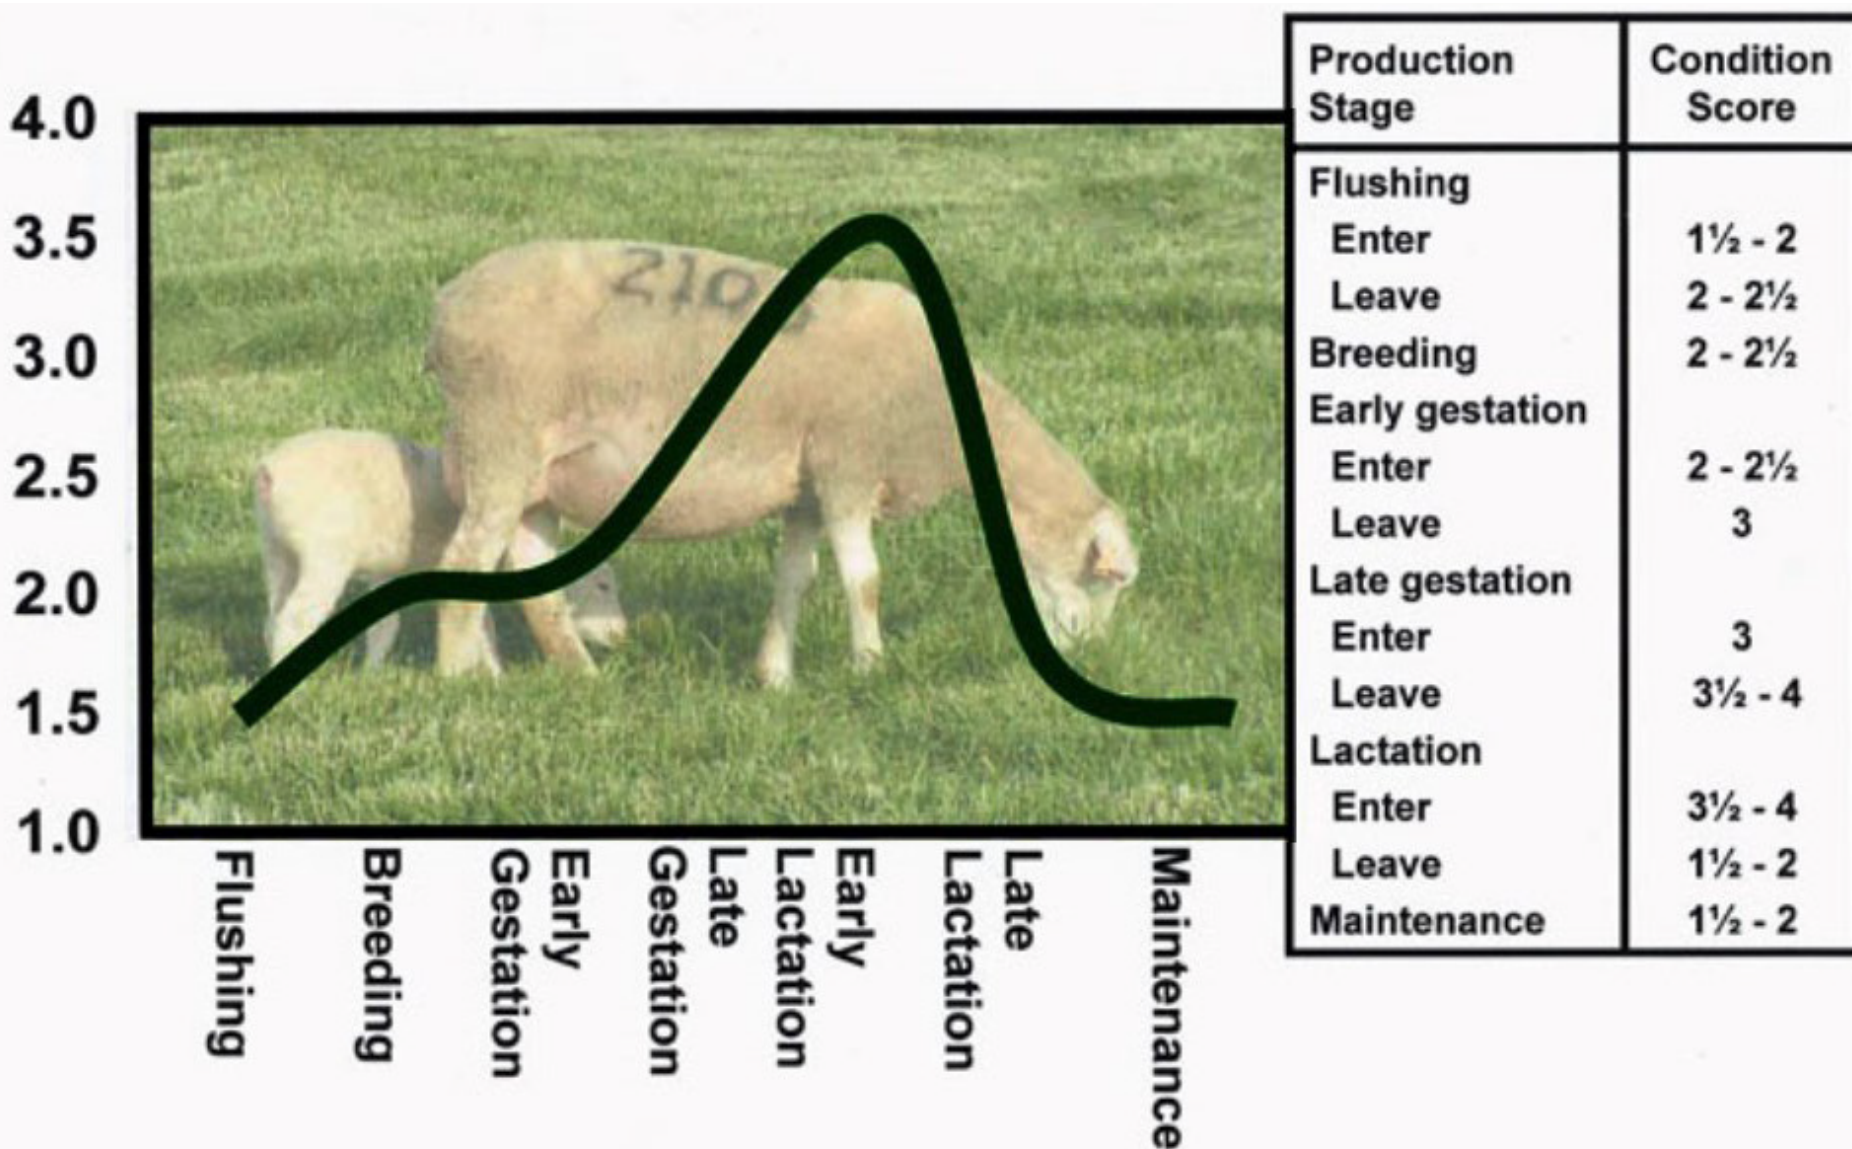 4.0
3.5
3.0
2.5
2.0
1.5
1.0
Flushing
Breeding
Early
Gestation
Late
Gestation
Early
Lactation
Late
Lactation
Maintenance
210
Production Stage
Condition Score
Flushing
Enter 1½ - 2
Leave 2 - 2½
Breeding 2 - 2½
Early gestation
Enter 2 - 2½
Leave 3
Late gestation
Enter 3
Leave 3½ - 4
Lactation
Enter 3½ - 4
Leave 1½ - 2
Maintenance 1½ - 2